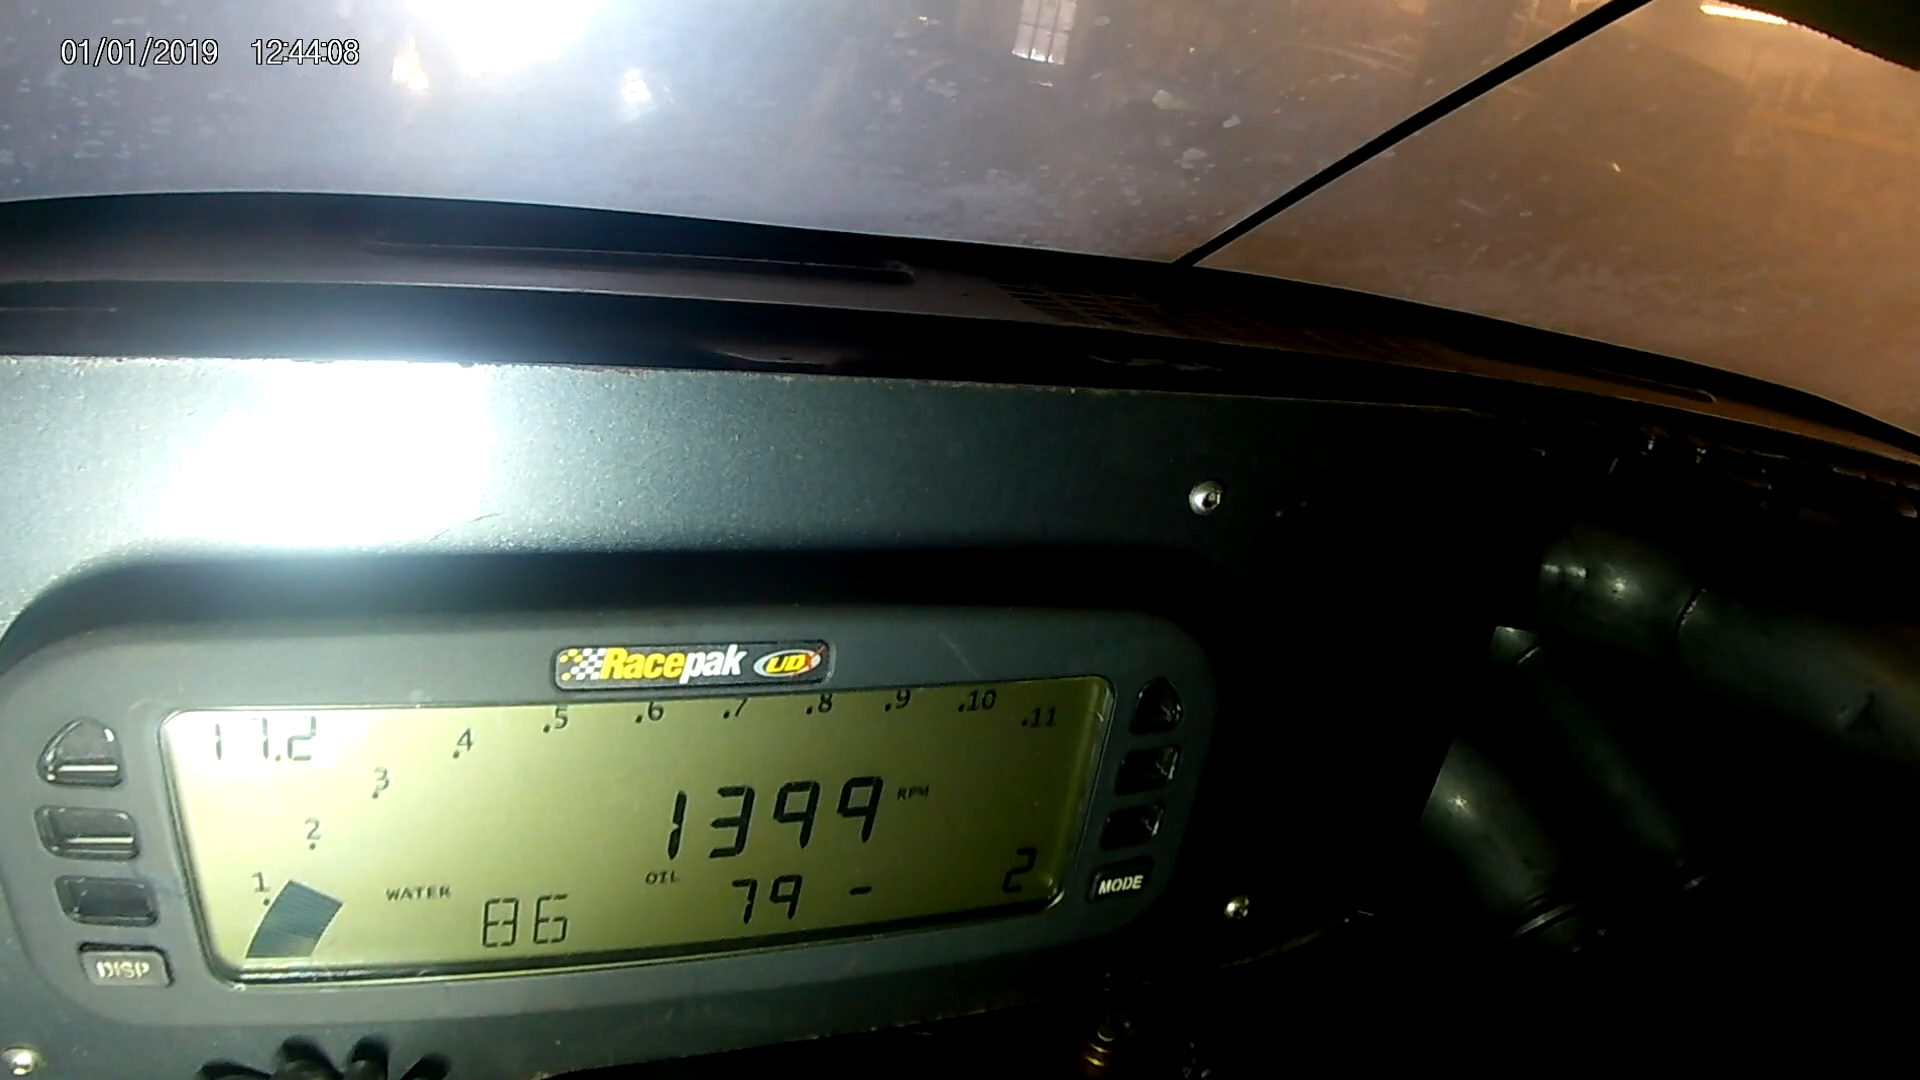 01/01/2019 12:44:08
Racepak UDX
17.2
.1 .2 .3 .4 .5 .6 .7 .8 .9 .10 .11
1399 RPM
WATER 86
OIL 79 - 2
DISP
MODE